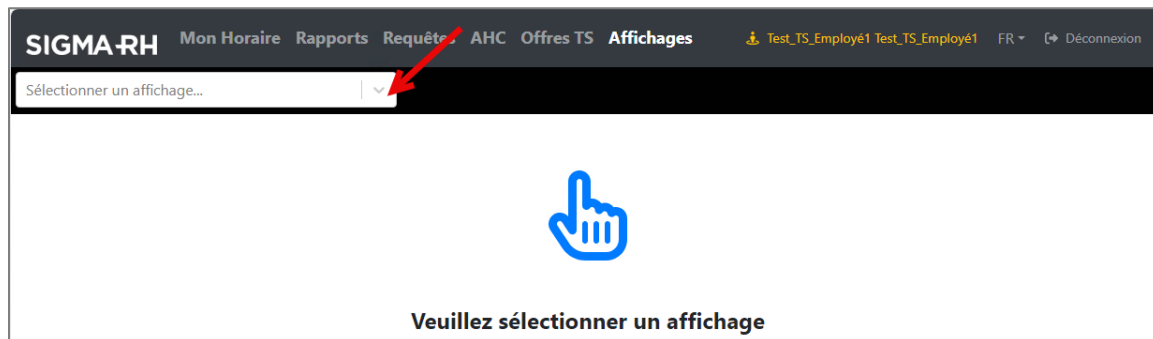 SIGMA-RH Mon Horaire Rapports Requêtes AHC Offres TS Affichages Test_TS_Employé1 Test_TS_Employé1 FR Déconnexion
Sélectionner un affichage...
Veuillez sélectionner un affichage